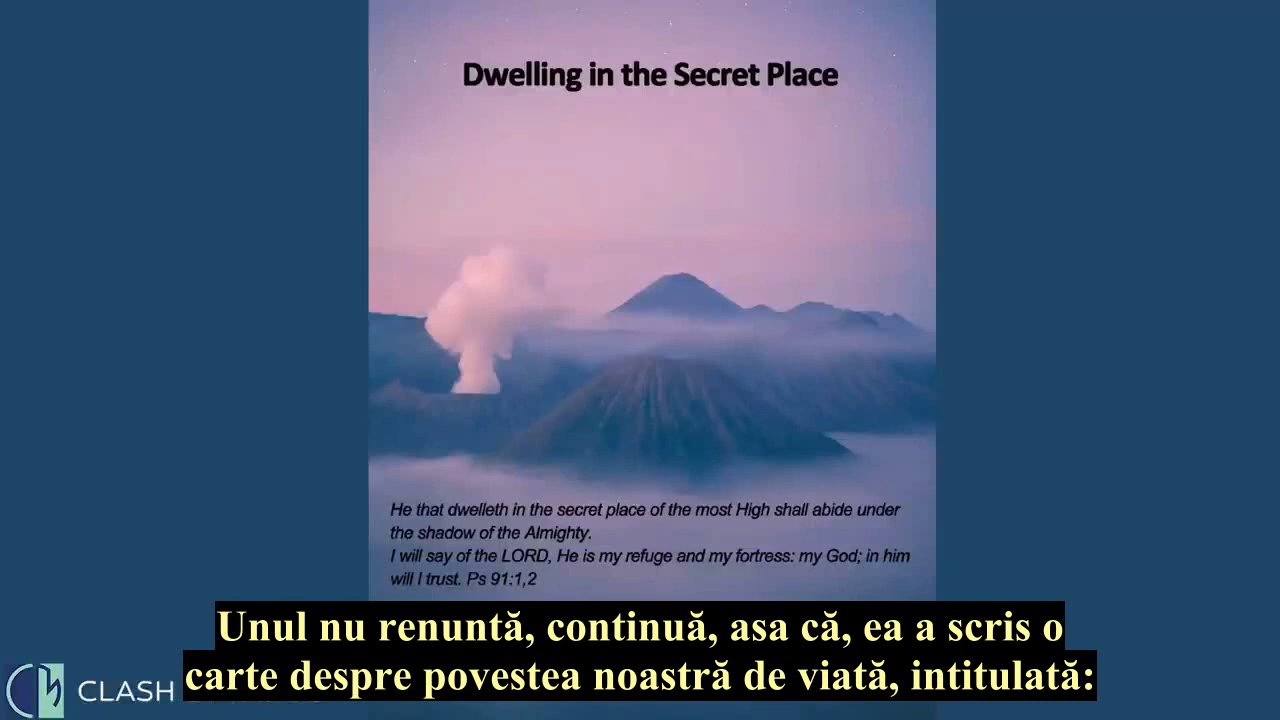 Dwelling in the Secret Place
He that dwelleth in the secret place of the most High shall abide under
the shadow of the Almighty.
I will say of the LORD, He is my refuge and my fortress: my God; in him
will I trust. Ps 91:1,2
Unul nu renuntă, continuă, asa că, ea a scris o
carte despre povestea noastră de viată, intitulată:
CLASH